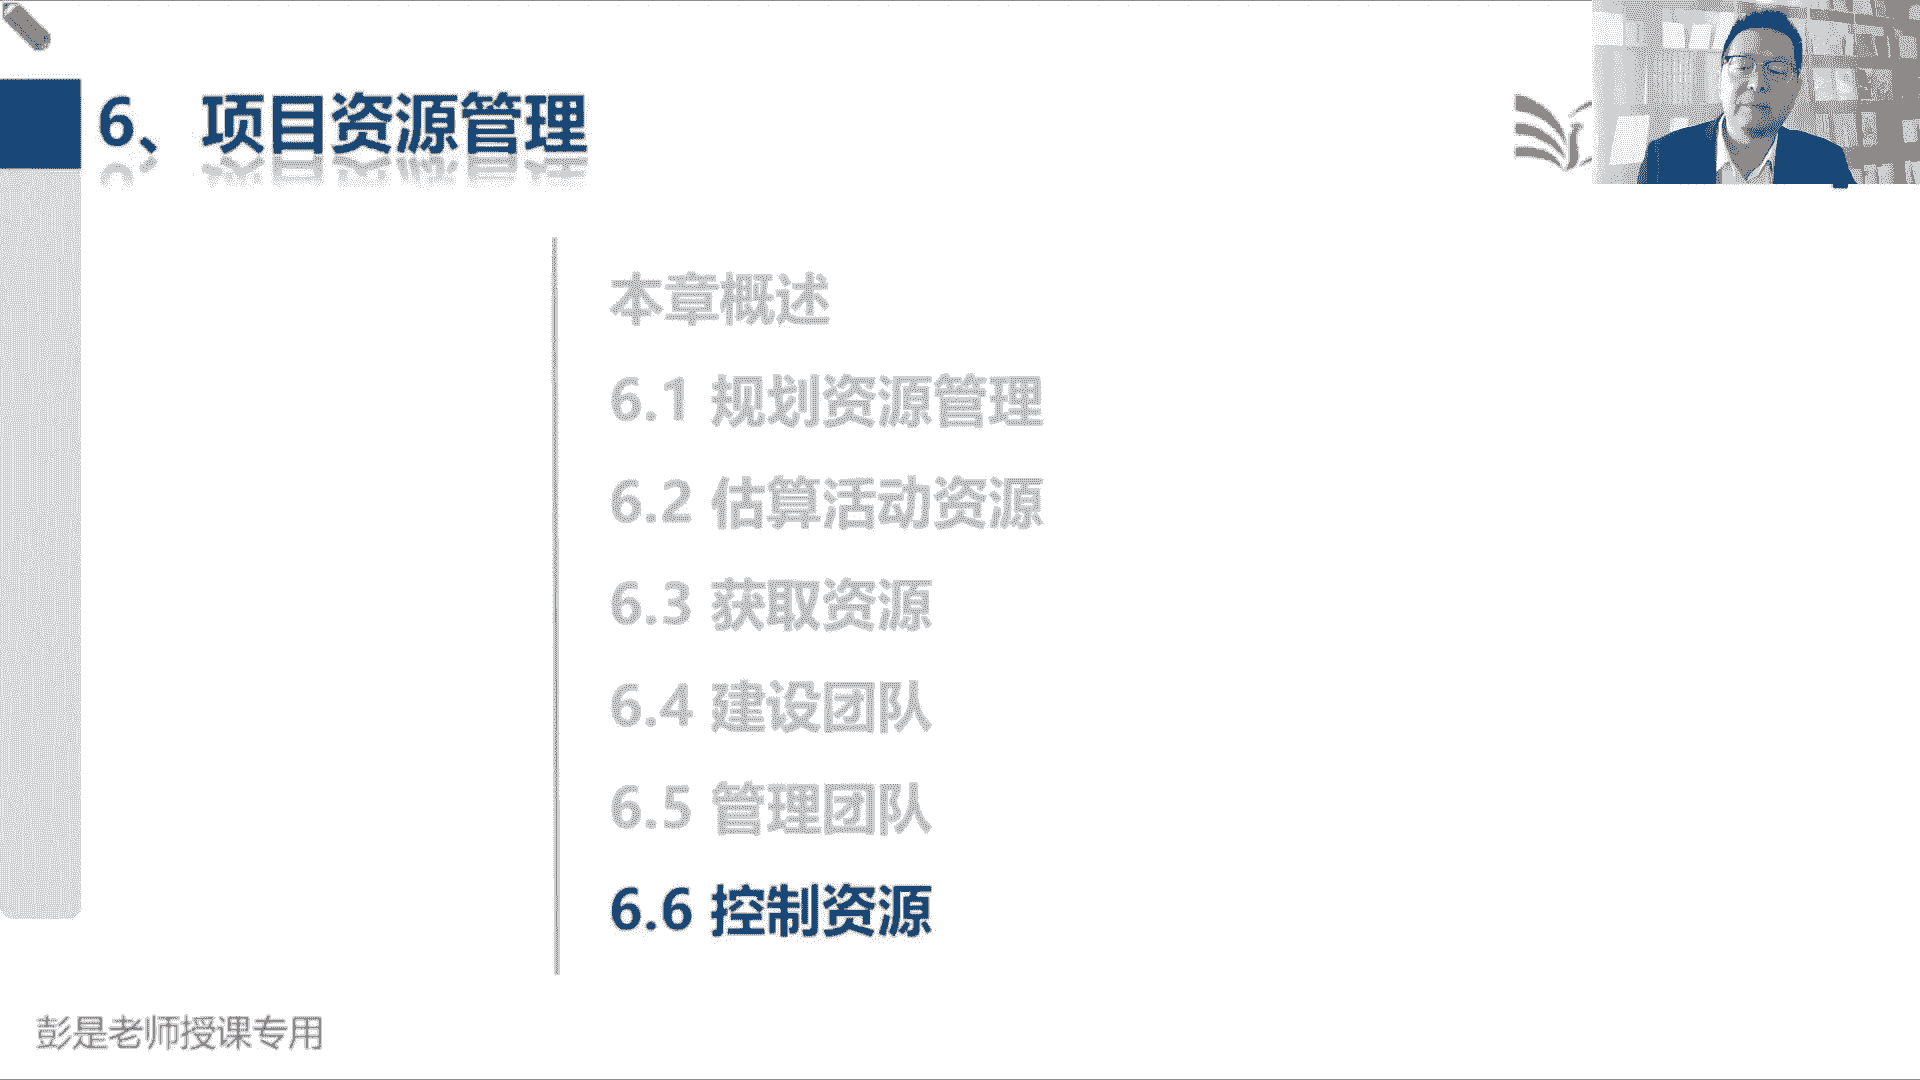 6、项目资源管理
本章概述
6.1 规划资源管理
6.2 估算活动资源
6.3 获取资源
6.4 建设团队
6.5 管理团队
6.6 控制资源
彭是老师授课专用